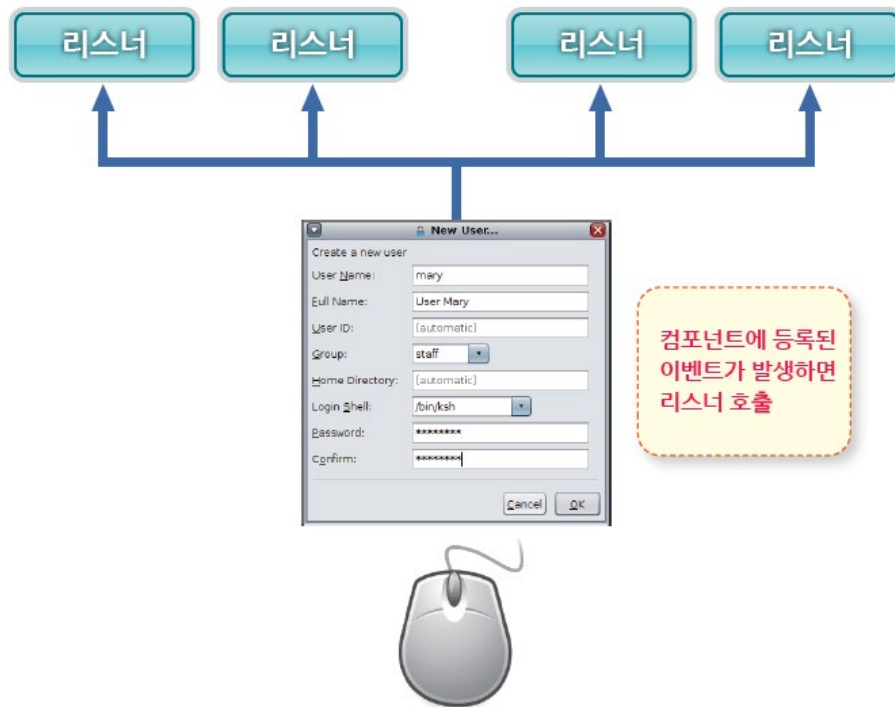 리스너 리스너 리스너 리스너
New User...
Create a new user
User Name: mary
Full Name: User Mary
User ID: (automatic)
Group: staff
Home Directory: (automatic)
Login Shell: /bin/ksh
Password: ********
Confirm: ********
Cancel OK
컴포넌트에 등록된
이벤트가 발생하면
리스너 호출